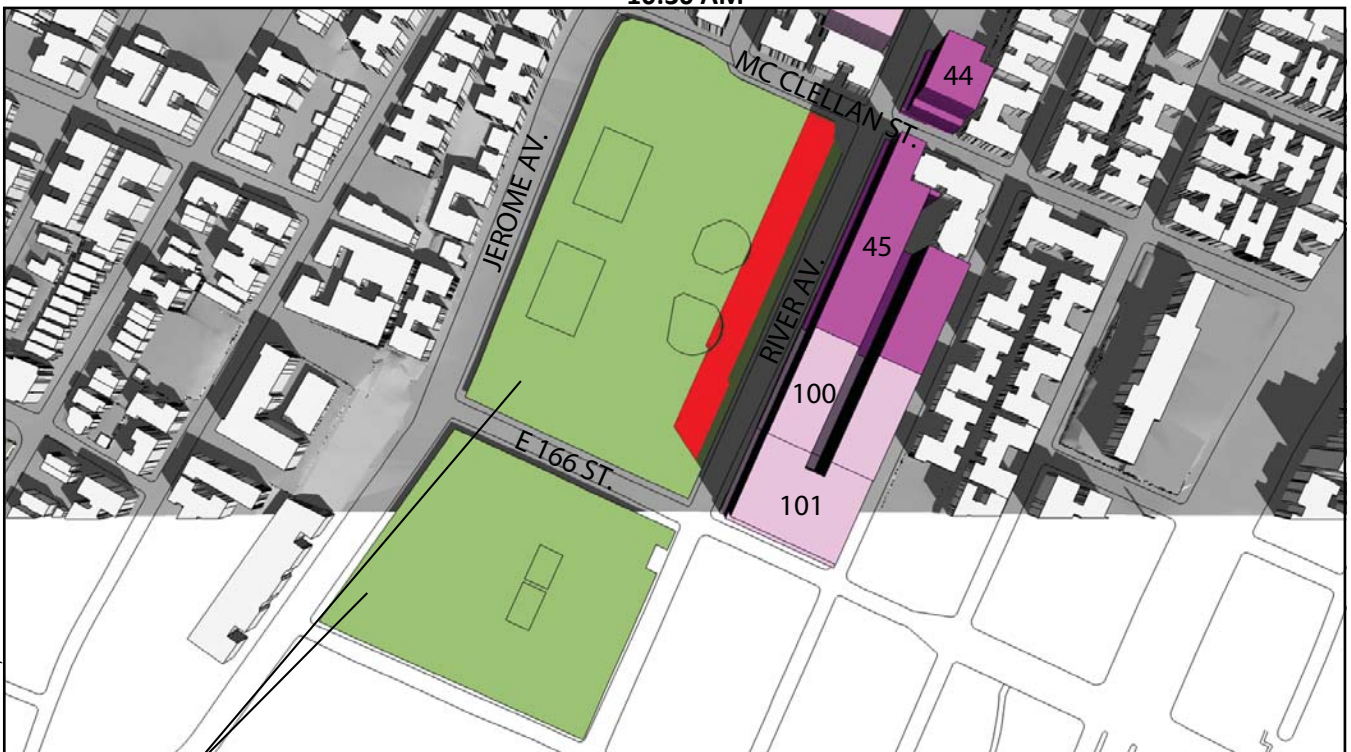 MC CLELLAN ST.
44
JEROME AV.
45
RIVER AV.
100
E 166 ST.
101